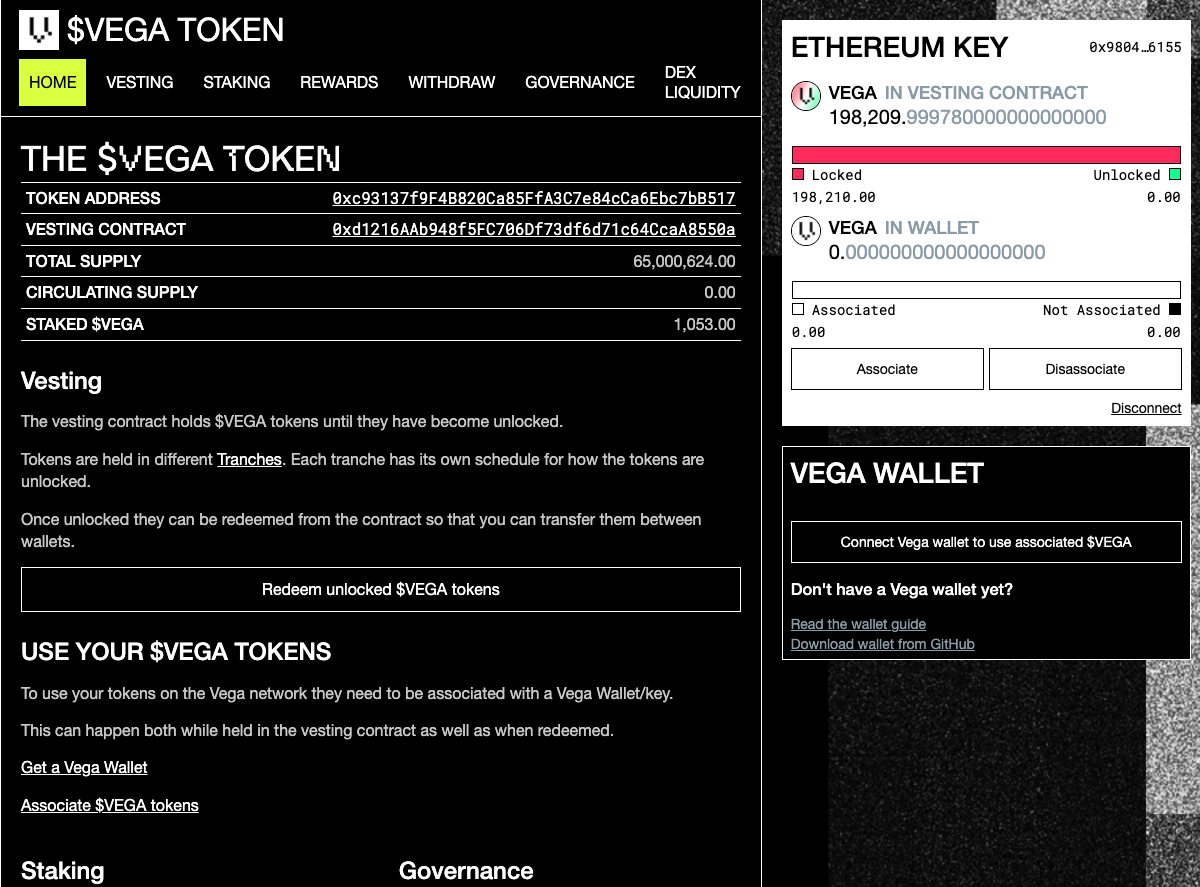 $VEGA TOKEN
HOME VESTING STAKING REWARDS WITHDRAW GOVERNANCE DEX LIQUIDITY
THE $VEGA TOKEN
TOKEN ADDRESS 0xc93137f9F4B820Ca85FfA3C7e84cCa6Ebc7bB517
VESTING CONTRACT 0xd1216AAb948f5FC706Df73df6d71c64CcaA8550a
TOTAL SUPPLY 65,000,624.00
CIRCULATING SUPPLY 0.00
STAKED $VEGA 1,053.00
Vesting
The vesting contract holds $VEGA tokens until they have become unlocked.
Tokens are held in different Tranches. Each tranche has its own schedule for how the tokens are
unlocked.
Once unlocked they can be redeemed from the contract so that you can transfer them between
wallets.
Redeem unlocked $VEGA tokens
USE YOUR $VEGA TOKENS
To use your tokens on the Vega network they need to be associated with a Vega Wallet/key.
This can happen both while held in the vesting contract as well as when redeemed.
Get a Vega Wallet
Associate $VEGA tokens
Staking Governance
ETHEREUM KEY 0x9804…6155
VEGA IN VESTING CONTRACT
198,209.999780000000000000
Locked Unlocked
198,210.00 0.00
VEGA IN WALLET
0.000000000000000000
Associated Not Associated
0.00 0.00
Associate Disassociate
Disconnect
VEGA WALLET
Connect Vega wallet to use associated $VEGA
Don't have a Vega wallet yet?
Read the wallet guide
Download wallet from GitHub